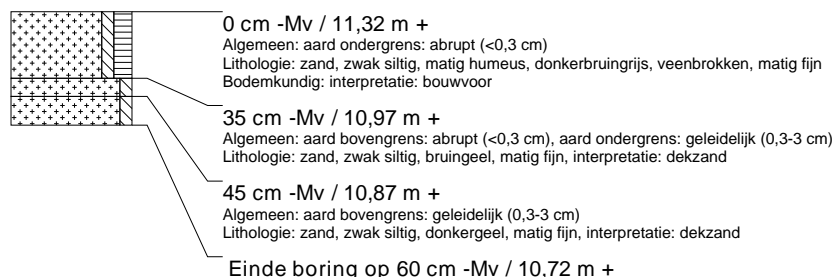 0 cm -Mv / 11,32 m +
Algemeen: aard ondergrens: abrupt (<0,3 cm)
Lithologie: zand, zwak siltig, matig humeus, donkerbruingrijs, veenbrokken, matig fijn
Bodemkundig: interpretatie: bouwvoor
35 cm -Mv / 10,97 m +
Algemeen: aard bovengrens: abrupt (<0,3 cm), aard ondergrens: geleidelijk (0,3-3 cm)
Lithologie: zand, zwak siltig, bruingeel, matig fijn, interpretatie: dekzand
45 cm -Mv / 10,87 m +
Algemeen: aard bovengrens: geleidelijk (0,3-3 cm)
Lithologie: zand, zwak siltig, donkergeel, matig fijn, interpretatie: dekzand
Einde boring op 60 cm -Mv / 10,72 m +